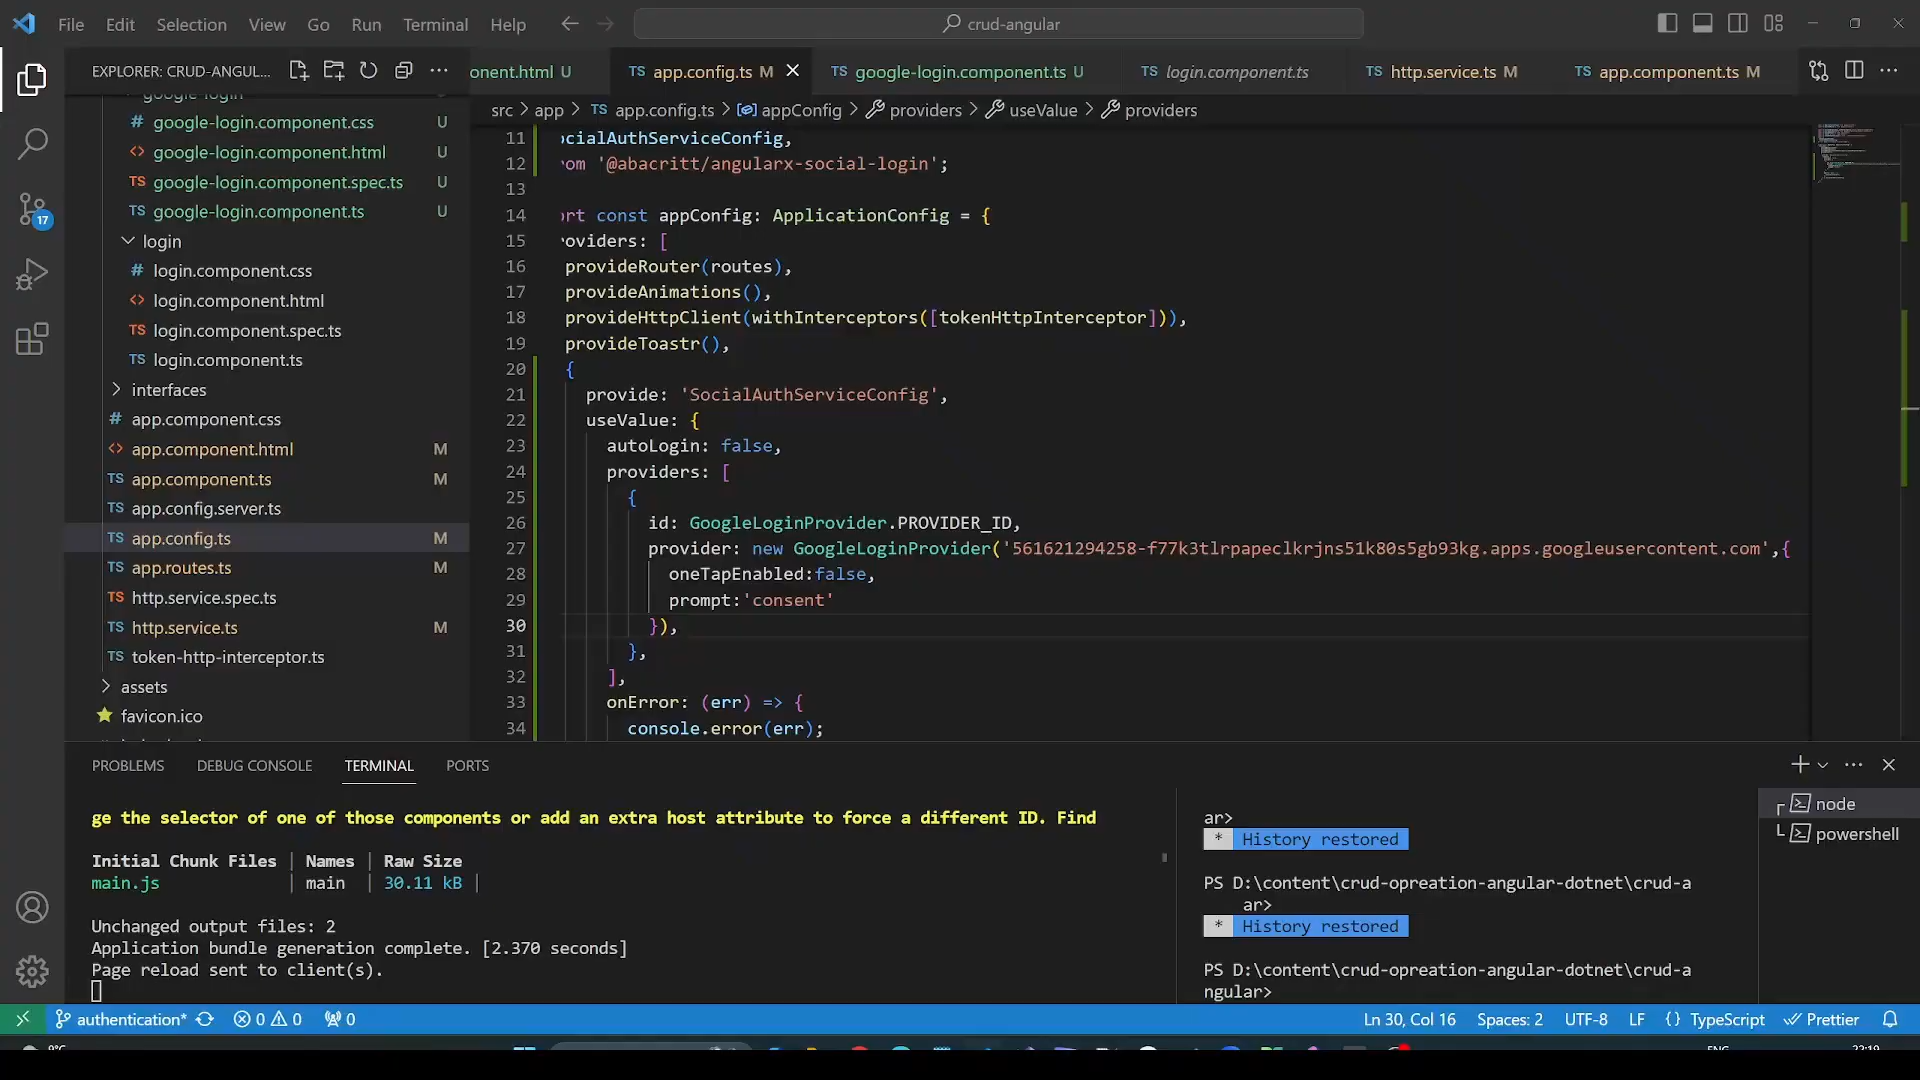 File Edit Selection View Go Run Terminal Help
crud-angular
EXPLORER: CRUD-ANGUL...
onent.html U
TS app.config.ts M
TS google-login.component.ts U
TS login.component.ts
TS http.service.ts M
TS app.component.ts M
src > app > TS app.config.ts > appConfig > providers > useValue > providers
google-login
# google-login.component.css U
<> google-login.component.html U
TS google-login.component.spec.ts U
TS google-login.component.ts U
login
# login.component.css
<> login.component.html
TS login.component.spec.ts
TS login.component.ts
interfaces
# app.component.css
<> app.component.html M
TS app.component.ts M
TS app.config.server.ts
TS app.config.ts M
TS app.routes.ts M
TS http.service.spec.ts
TS http.service.ts M
TS token-http-interceptor.ts
assets
favicon.ico
17
11 ocialAuthServiceConfig,
12 rom '@abacritt/angularx-social-login';
13
14 ort const appConfig: ApplicationConfig = {
15 roviders: [
16 provideRouter(routes),
17 provideAnimations(),
18 provideHttpClient(withInterceptors([tokenHttpInterceptor])),
19 provideToastr(),
20 {
21 provide: 'SocialAuthServiceConfig',
22 useValue: {
23 autoLogin: false,
24 providers: [
25 {
26 id: GoogleLoginProvider.PROVIDER_ID,
27 provider: new GoogleLoginProvider('561621294258-f77k3tlrpapeclkrjns51k80s5gb93kg.apps.googleusercontent.com',{
28 oneTapEnabled:false,
29 prompt:'consent'
30 }),
31 },
32 ],
33 onError: (err) => {
34 console.error(err);
PROBLEMS DEBUG CONSOLE TERMINAL PORTS
ge the selector of one of those components or add an extra host attribute to force a different ID. Find
Initial Chunk Files | Names | Raw Size
main.js | main | 30.11 kB |
Unchanged output files: 2
Application bundle generation complete. [2.370 seconds]
Page reload sent to client(s).
ar>
* History restored
PS D:\content\crud-opreation-angular-dotnet\crud-a
ar>
* History restored
PS D:\content\crud-opreation-angular-dotnet\crud-a
ngular>
node
powershell
authentication* 0 0 0
Ln 30, Col 16 Spaces: 2 UTF-8 LF {} TypeScript Prettier